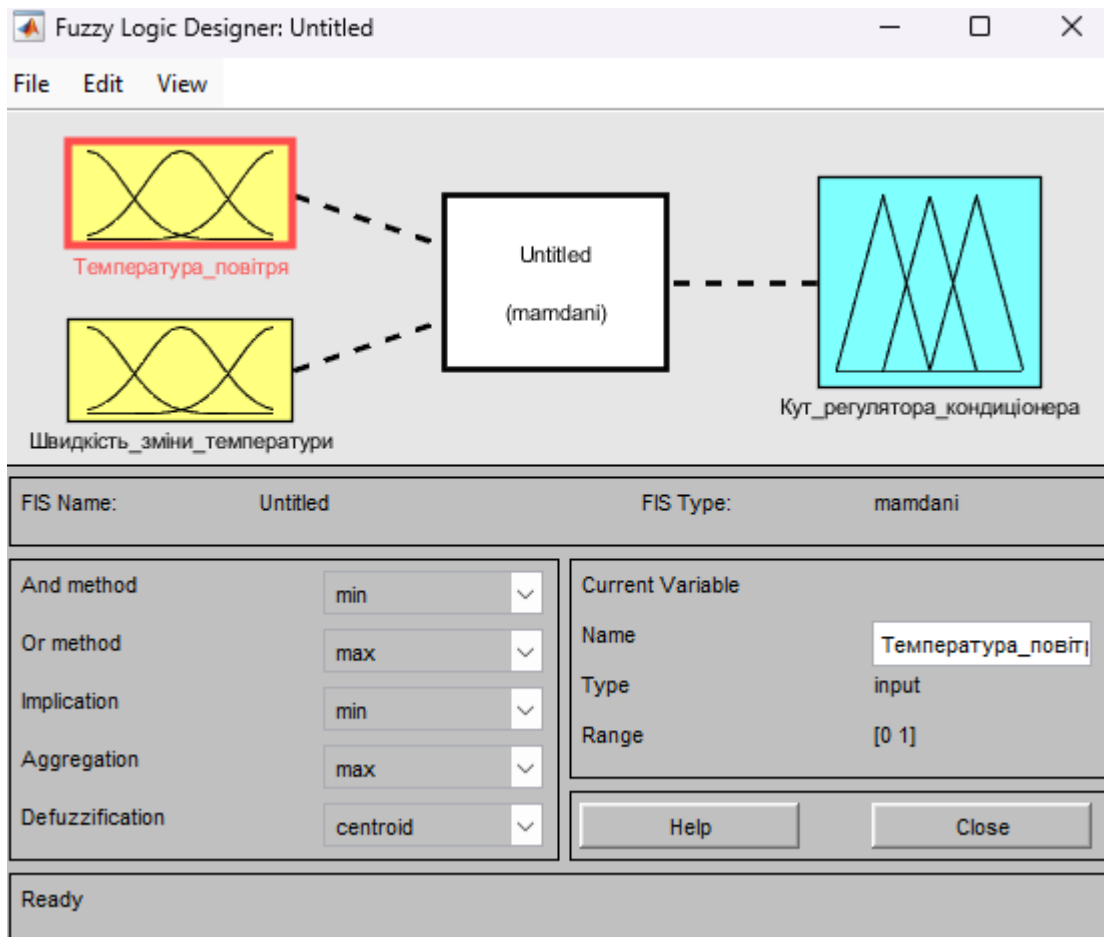 Fuzzy Logic Designer: Untitled
File Edit View
Температура_повітря
Швидкість_зміни_температури
Untitled
(mamdani)
Кут_регулятора_кондиціонера
FIS Name: Untitled FIS Type: mamdani
And method min
Or method max
Implication min
Aggregation max
Defuzzification centroid
Current Variable
Name Температура_повітр
Type input
Range [0 1]
Help Close
Ready